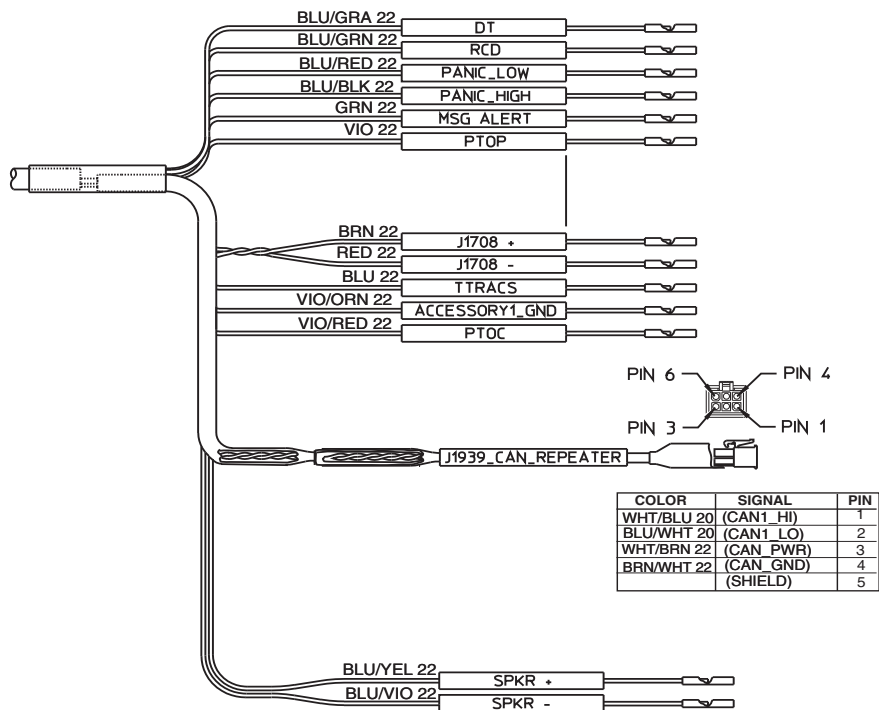 BLU/GRA 22 DT
BLU/GRN 22 RCD
BLU/RED 22 PANIC_LOW
BLU/BLK 22 PANIC_HIGH
GRN 22 MSG ALERT
VIO 22 PTOP
BRN 22 J1708 +
RED 22 J1708 -
BLU 22 TTRACS
VIO/ORN 22 ACCESSORY1_GND
VIO/RED 22 PTOC
PIN 6 PIN 4
PIN 3 PIN 1
J1939_CAN_REPEATER
COLOR SIGNAL PIN
WHT/BLU 20 (CAN1_HI) 1
BLU/WHT 20 (CAN1_LO) 2
WHT/BRN 22 (CAN_PWR) 3
BRN/WHT 22 (CAN_GND) 4
(SHIELD) 5
BLU/YEL 22 SPKR +
BLU/VIO 22 SPKR -